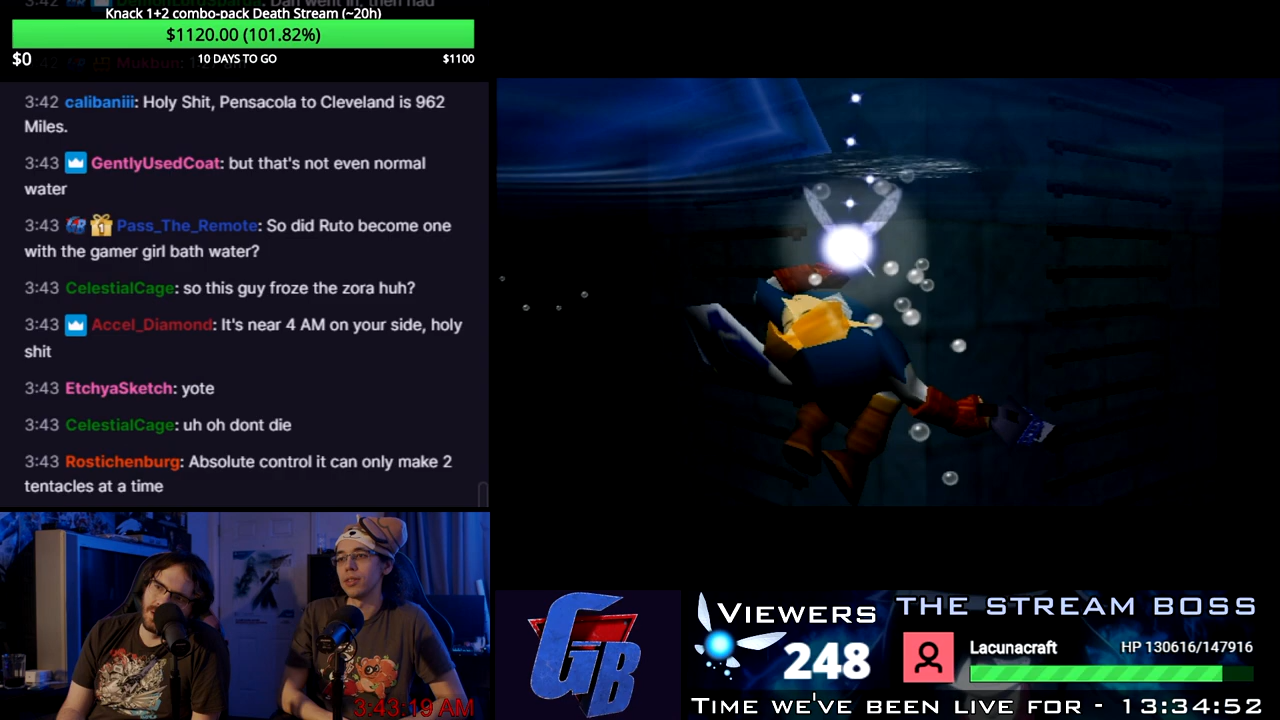 Knack 1+2 combo-pack Death Stream (~20h)
$1120.00 (101.82%)
$0
10 DAYS TO GO
$1100
3:42 calibaniii: Holy Shit, Pensacola to Cleveland is 962
Miles.
3:43 GentlyUsedCoat: but that's not even normal
water
3:43 Pass_The_Remote: So did Ruto become one
with the gamer girl bath water?
3:43 CelestialCage: so this guy froze the zora huh?
3:43 Accel_Diamond: It's near 4 AM on your side, holy
shit
3:43 EtchyaSketch: yote
3:43 CelestialCage: uh oh dont die
3:43 Rostichenburg: Absolute control it can only make 2
tentacles at a time
3:43:19 AM
GB
Viewers
248
The Stream Boss
Lacunacraft
HP 130616/147916
Time we've been live for - 13:34:52